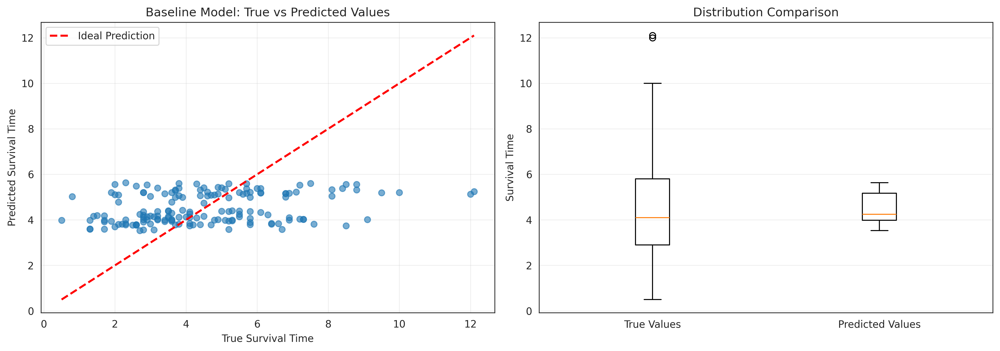 Baseline Model: True vs Predicted Values
Ideal Prediction
Predicted Survival Time
12
10
8
6
4
2
0
0 2 4 6 8 10 12
True Survival Time
Distribution Comparison
Survival Time
12
10
8
6
4
2
0
True Values Predicted Values